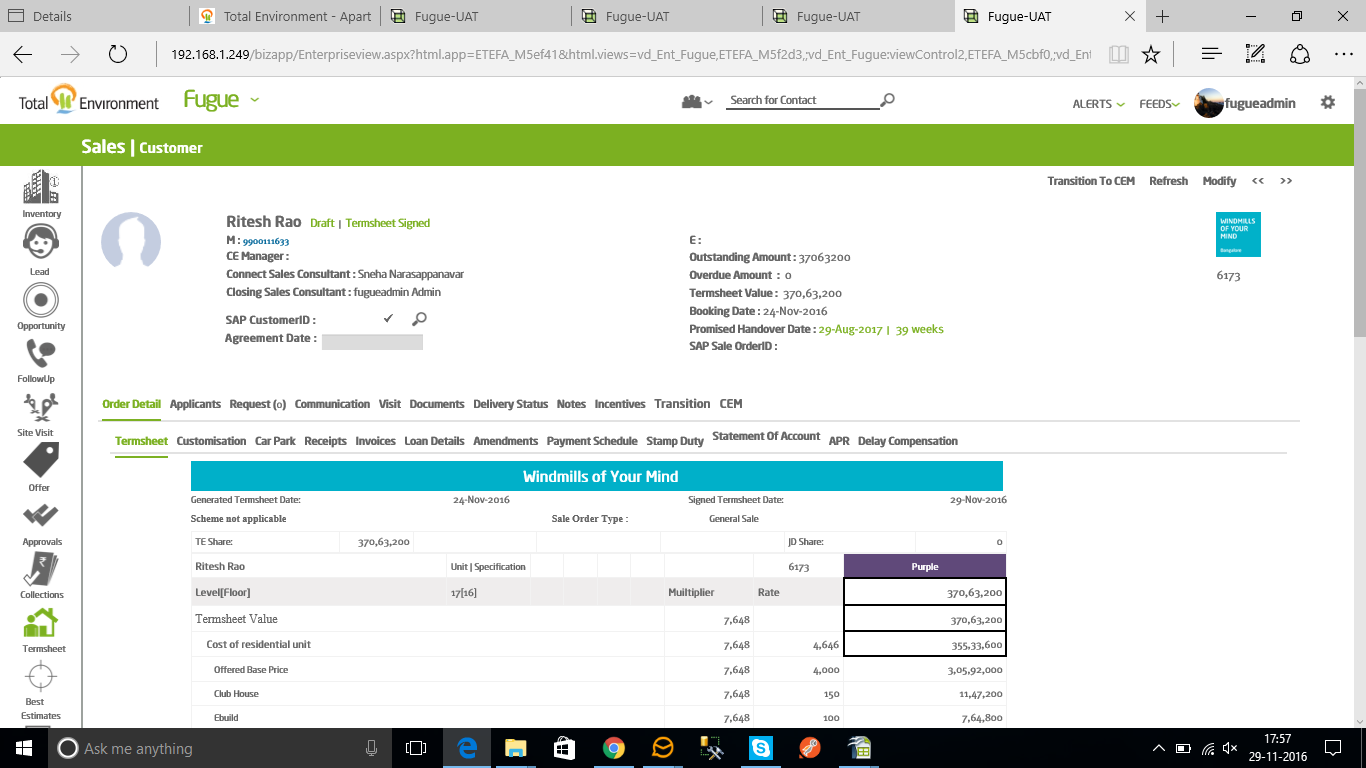 Details
Total Environment - Apart
Fugue-UAT
Fugue-UAT
Fugue-UAT
Fugue-UAT
192.168.1.249/bizapp/Enterpriseview.aspx?html.app=ETEFA_M5ef41&html.views=vd_Ent_Fugue,ETEFA_M5f2d3,;vd_Ent_Fugue:viewControl2,ETEFA_M5cbf0,;vd_Ent
Total Environment
Fugue
Search for Contact
ALERTS
FEEDS
fugueadmin
Sales | Customer
Transition To CEM Refresh Modify << >>
Inventory
Lead
Opportunity
FollowUp
Site Visit
Offer
Approvals
Collections
Termsheet
Best
Estimates
Ritesh Rao Draft | Termsheet Signed
M : 9900111633
CE Manager :
Connect Sales Consultant : Sneha Narasappanavar
Closing Sales Consultant : fugueadmin Admin
SAP CustomerID :
Agreement Date :
E :
Outstanding Amount : 37063200
Overdue Amount : 0
Termsheet Value : 370,63,200
Booking Date : 24-Nov-2016
Promised Handover Date : 29-Aug-2017 | 39 weeks
SAP Sale OrderID :
WINDMILLS
OF YOUR
MIND
Bangalore
6173
Order Detail Applicants Request (0) Communication Visit Documents Delivery Status Notes Incentives Transition CEM
Termsheet Customisation Car Park Receipts Invoices Loan Details Amendments Payment Schedule Stamp Duty Statement Of Account APR Delay Compensation
Windmills of Your Mind
Generated Termsheet Date: 24-Nov-2016 Signed Termsheet Date: 29-Nov-2016
Scheme not applicable Sale Order Type : General Sale
TE Share: 370,63,200 JD Share: 0
Ritesh Rao Unit | Specification 6173 Purple
Level[Floor] 17[16] Muiltiplier Rate 370,63,200
Termsheet Value 7,648 370,63,200
Cost of residential unit 7,648 4,646 355,33,600
Offered Base Price 7,648 4,000 3,05,92,000
Club House 7,648 150 11,47,200
Ebuild 7,648 100 7,64,800
Ask me anything
17:57
29-11-2016